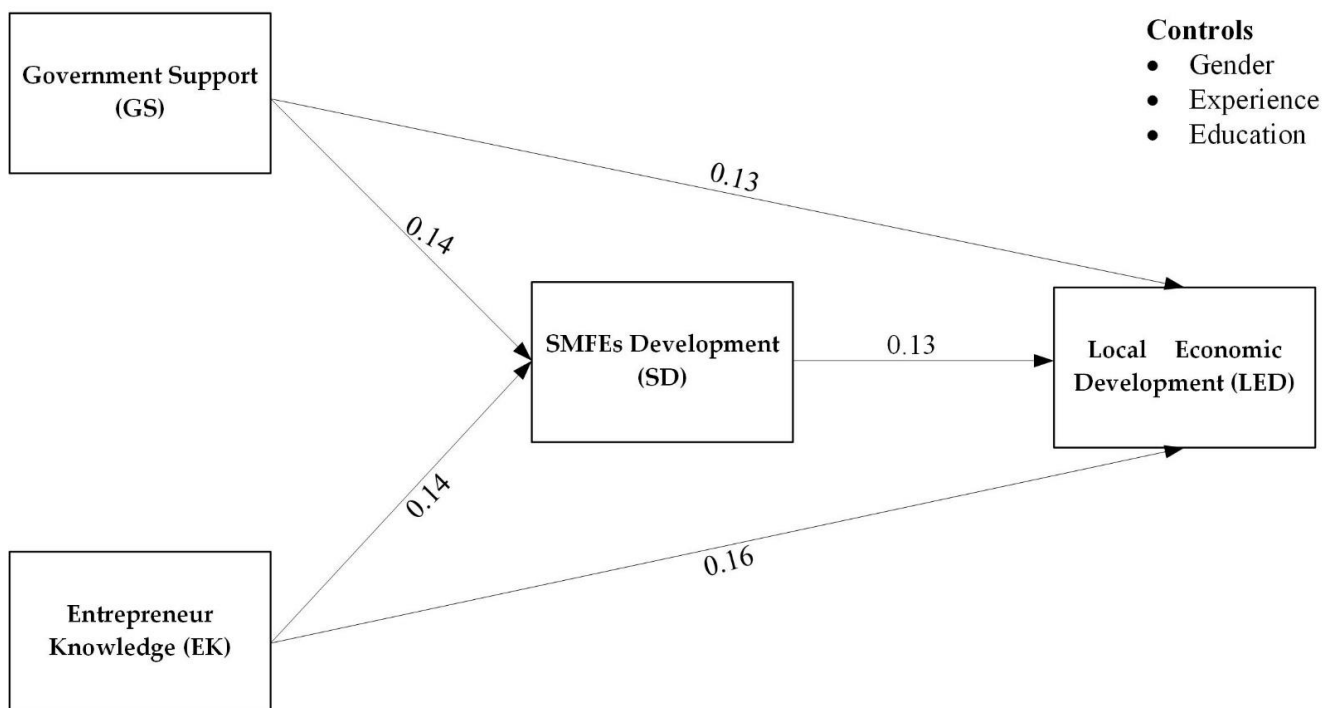 Government Support
(GS)
Controls
• Gender
• Experience
• Education
0.13
0.14
SMFEs Development
(SD)
0.13
Local Economic
Development (LED)
0.14
0.16
Entrepreneur
Knowledge (EK)